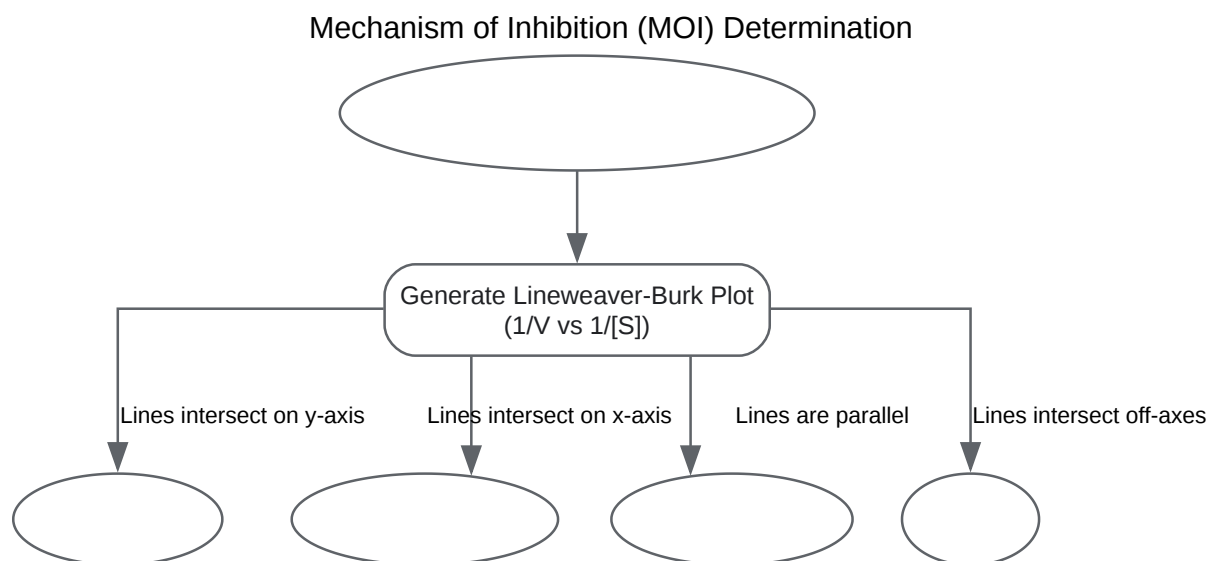 Mechanism of Inhibition (MOI) Determination
Generate Lineweaver-Burk Plot
(1/V vs 1/[S])
Lines intersect on y-axis
Lines intersect on x-axis
Lines are parallel
Lines intersect off-axes